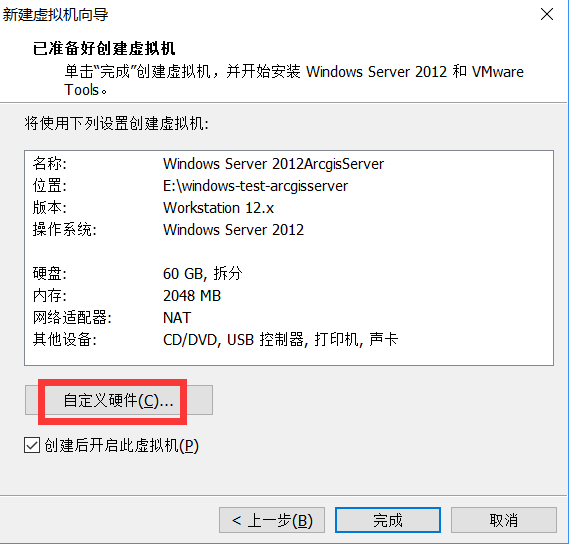 新建虚拟机向导
已准备好创建虚拟机
单击“完成”创建虚拟机，并开始安装 Windows Server 2012 和 VMware
Tools。
将使用下列设置创建虚拟机:
名称: Windows Server 2012ArcgisServer
位置: E:\windows-test-arcgisserver
版本: Workstation 12.x
操作系统: Windows Server 2012
硬盘: 60 GB, 拆分
内存: 2048 MB
网络适配器: NAT
其他设备: CD/DVD, USB 控制器, 打印机, 声卡
自定义硬件(C)...
创建后开启此虚拟机(P)
< 上一步(B) 完成 取消